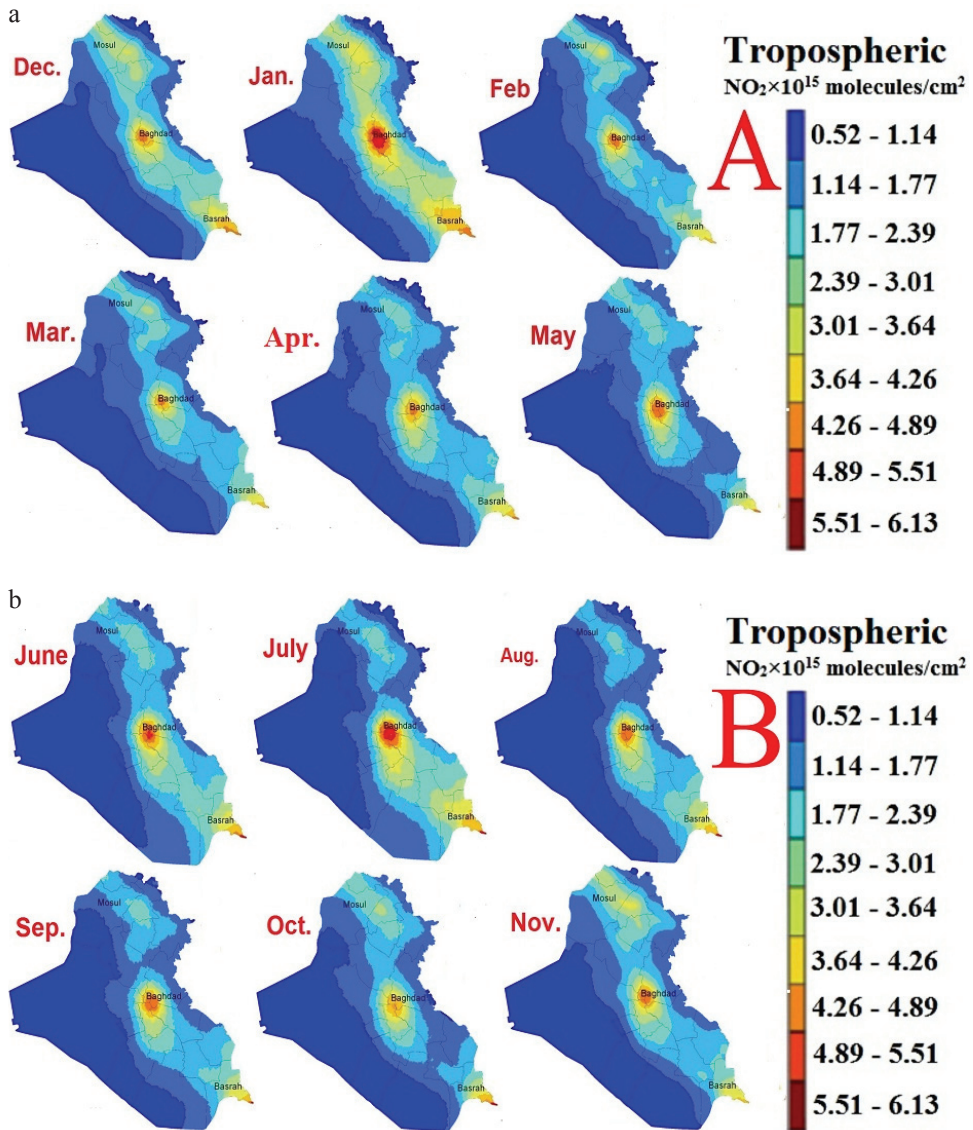 a
Mosul
Dec.
Baghdad
Basrah
Mosul
Jan.
Baghdad
Basrah
Mosul
Feb
Baghdad
Basrah
A
Tropospheric
NO₂×10¹⁵ molecules/cm²
0.52 - 1.14
1.14 - 1.77
1.77 - 2.39
2.39 - 3.01
3.01 - 3.64
3.64 - 4.26
4.26 - 4.89
4.89 - 5.51
5.51 - 6.13
Mosul
Mar.
Baghdad
Basrah
Mosul
Apr.
Baghdad
Basrah
Mosul
May
Baghdad
Basrah
b
Mosul
June
Baghdad
Basrah
Mosul
July
Baghdad
Basrah
Mosul
Aug.
Baghdad
Basrah
B
Tropospheric
NO₂×10¹⁵ molecules/cm²
0.52 - 1.14
1.14 - 1.77
1.77 - 2.39
2.39 - 3.01
3.01 - 3.64
3.64 - 4.26
4.26 - 4.89
4.89 - 5.51
5.51 - 6.13
Mosul
Sep.
Baghdad
Basrah
Mosul
Oct.
Baghdad
Basrah
Mosul
Nov.
Baghdad
Basrah